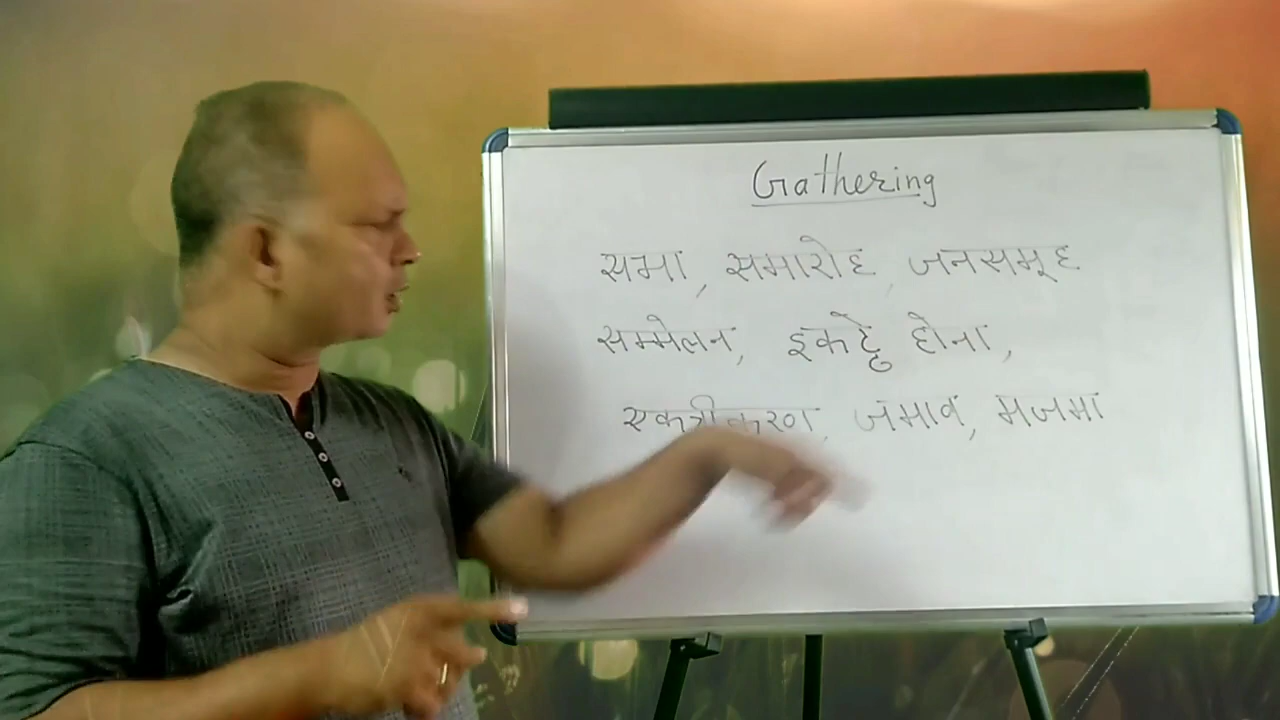 Gathering
सभा, समारोह, जनसमूह
सम्मेलन, इकट्ठे होना,
एकत्रीकरण, जमाव, मजमा